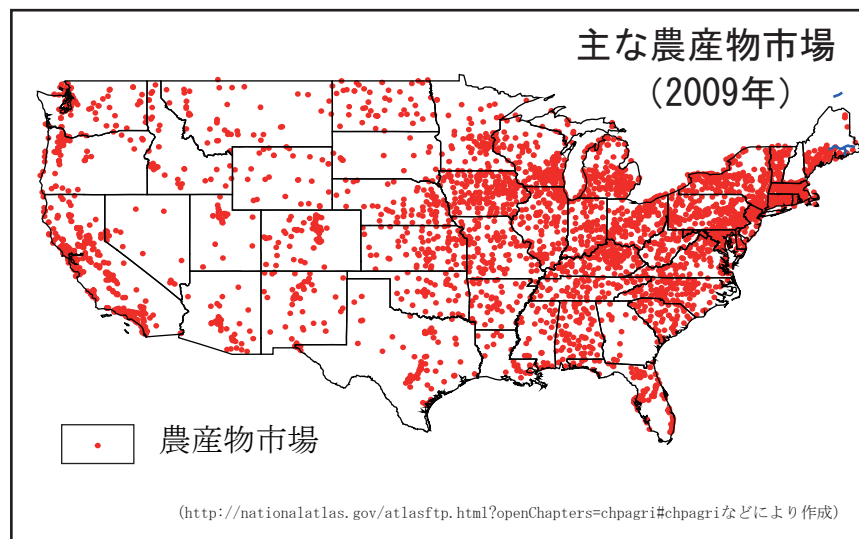 主な農産物市場
（2009年）
農産物市場
(http://nationalatlas.gov/atlasftp.html?openChapters=chpagri#chpagriなどにより作成)